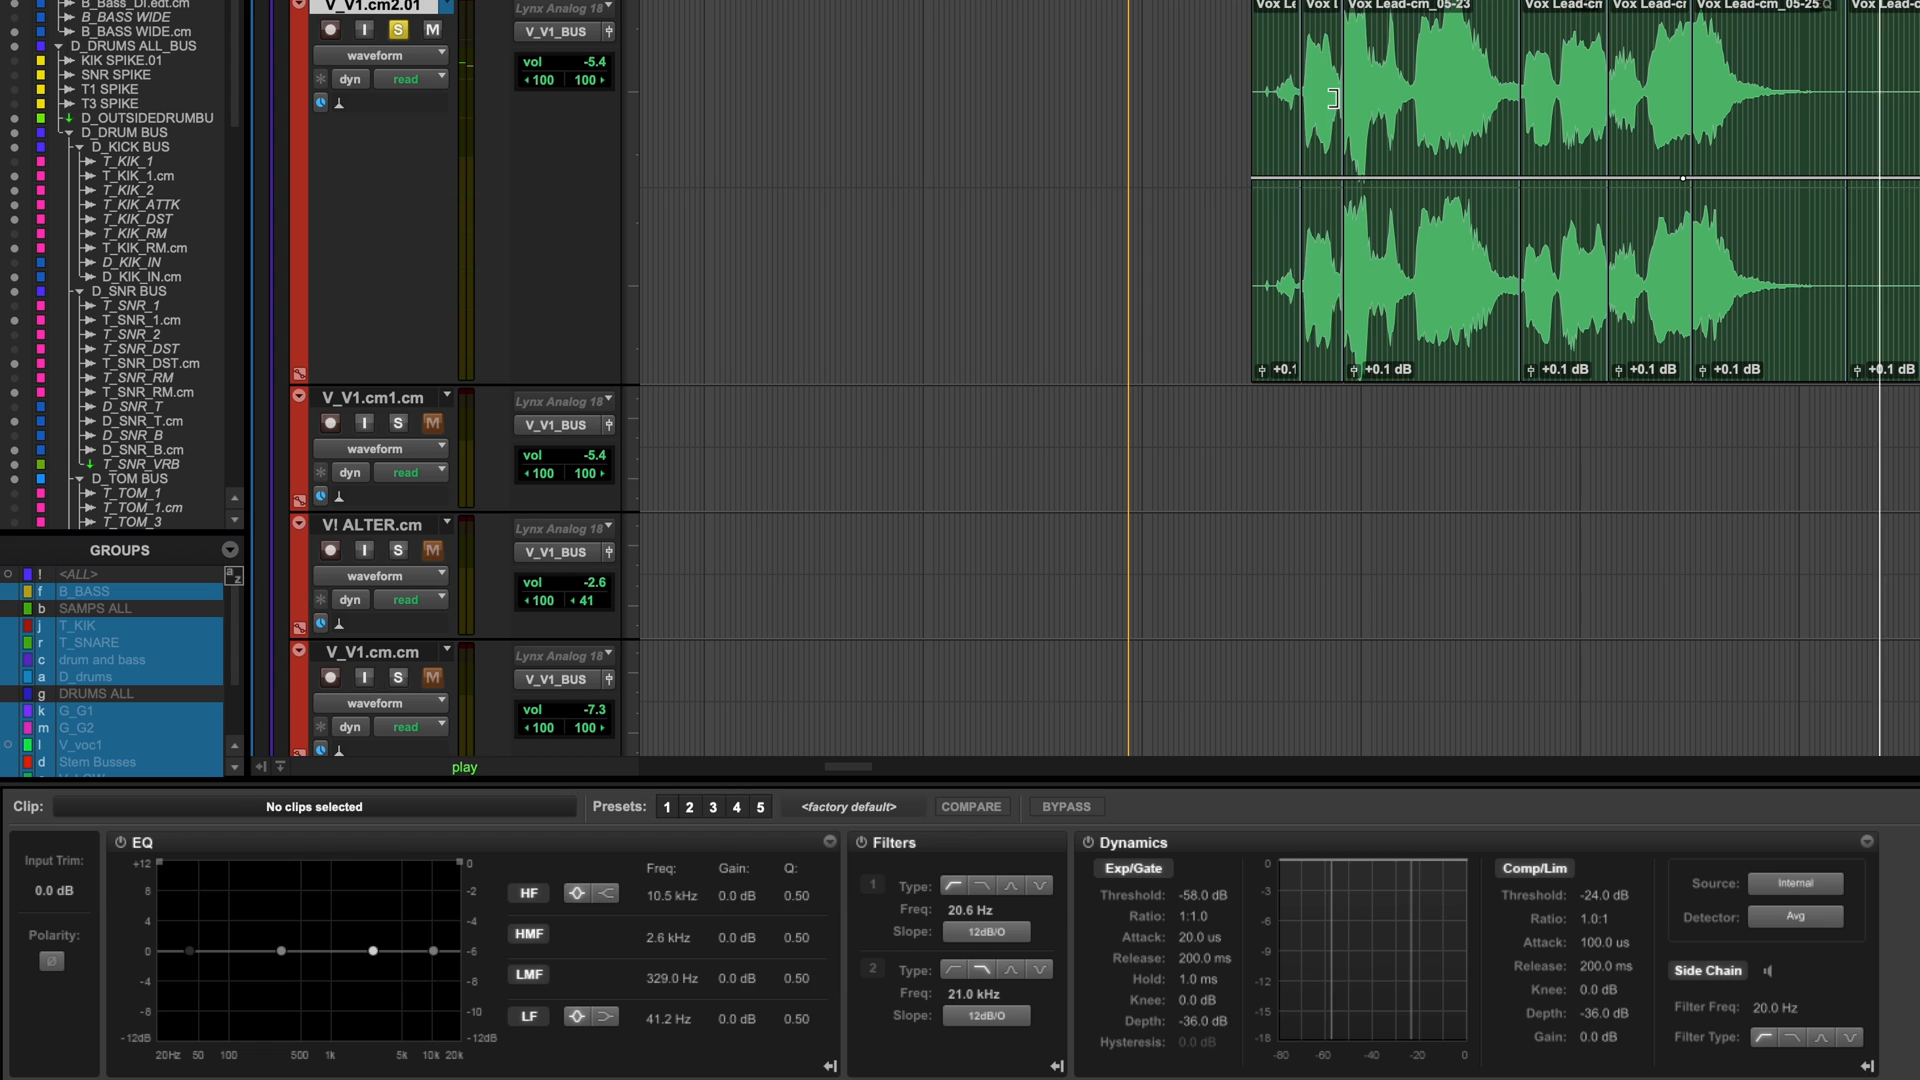 B_Bass_DI.edt.cm
B_BASS WIDE
B_BASS WIDE.cm
D_DRUMS ALL_BUS
KIK SPIKE.01
SNR SPIKE
T1 SPIKE
T3 SPIKE
D_OUTSIDEDRUMBU
D_DRUM BUS
D_KICK BUS
T_KIK_1
T_KIK_1.cm
T_KIK_2
T_KIK_ATTK
T_KIK_DST
T_KIK_RM
T_KIK_RM.cm
D_KIK_IN
D_KIK_IN.cm
D_SNR BUS
T_SNR_1
T_SNR_1.cm
T_SNR_2
T_SNR_DST
T_SNR_DST.cm
T_SNR_RM
T_SNR_RM.cm
D_SNR_T
D_SNR_T.cm
D_SNR_B
D_SNR_B.cm
T_SNR_VRB
D_TOM BUS
T_TOM_1
T_TOM_1.cm
T_TOM_3
GROUPS
a z
! <ALL>
f B_BASS
b SAMPS ALL
j T_KIK
r T_SNARE
c drum and bass
a D_drums
g DRUMS ALL
k G_G1
m G_G2
l V_voc1
d Stem Busses
V_V1.cm2.01
I S M
waveform
dyn read
Lynx Analog 18
V_V1_BUS
vol -5.4
100 100
V_V1.cm1.cm
I S M
waveform
dyn read
Lynx Analog 18
V_V1_BUS
vol -5.4
100 100
V! ALTER.cm
I S M
waveform
dyn read
Lynx Analog 18
V_V1_BUS
vol -2.6
100 41
V_V1.cm.cm
I S M
waveform
dyn read
Lynx Analog 18
V_V1_BUS
vol -7.3
100 100
play
Vox Le Vox L Vox Lead-cm_05-23 Vox Lead-cr Vox Lead-cr Vox Lead-cm_05-25 Vox Lead-c
+0.1 +0.1 dB +0.1 dB +0.1 dB +0.1 dB +0.1 dB
Clip: No clips selected Presets: 1 2 3 4 5 <factory default> COMPARE BYPASS
Input Trim:
0.0 dB
Polarity:
Ø
EQ
+12 8 4 0 -4 -8 -12dB
0 -2 -4 -6 -8 -10 -12dB
20Hz 50 100 500 1k 5k 10k 20k
Freq: Gain: Q:
HF 10.5 kHz 0.0 dB 0.50
HMF 2.6 kHz 0.0 dB 0.50
LMF 329.0 Hz 0.0 dB 0.50
LF 41.2 Hz 0.0 dB 0.50
Filters
1 Type:
Freq: 20.6 Hz
Slope: 12dB/O
2 Type:
Freq: 21.0 kHz
Slope: 12dB/O
Dynamics
Exp/Gate
Threshold: -58.0 dB
Ratio: 1:1.0
Attack: 20.0 us
Release: 200.0 ms
Hold: 1.0 ms
Knee: 0.0 dB
Depth: -36.0 dB
Hysteresis: 0.0 dB
0 -3 -6 -9 -12 -15 -18
-80 -60 -40 -20 0
Comp/Lim
Threshold: -24.0 dB
Ratio: 1.0:1
Attack: 100.0 us
Release: 200.0 ms
Knee: 0.0 dB
Depth: -36.0 dB
Gain: 0.0 dB
Source: Internal
Detector: Avg
Side Chain
Filter Freq: 20.0 Hz
Filter Type: